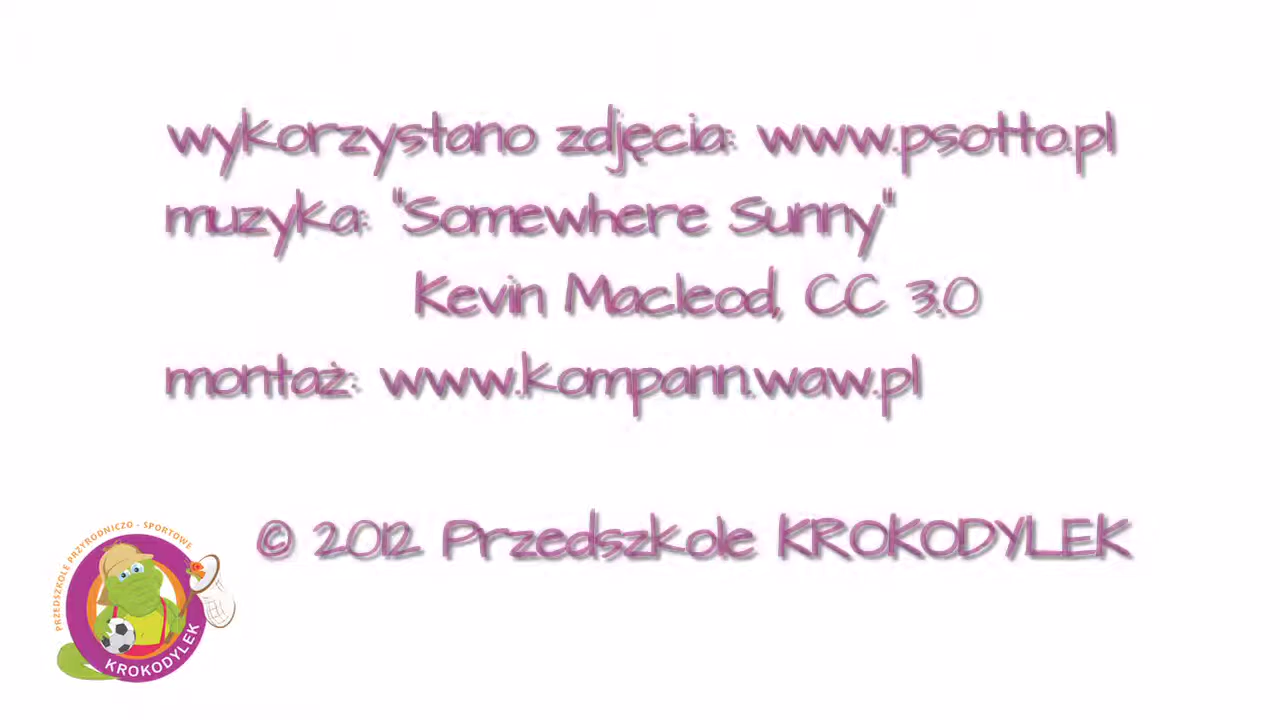 wykorzystano zdjęcia: www.psotto.pl
muzyka: "Somewhere Sunny"
Kevin Macleod, CC 3.0
montaż: www.kompann.waw.pl
© 2012 Przedszkole KROKODYLEK
PRZEDSZKOLE PRZYRODNICZO - SPORTOWE
KROKODYLEK